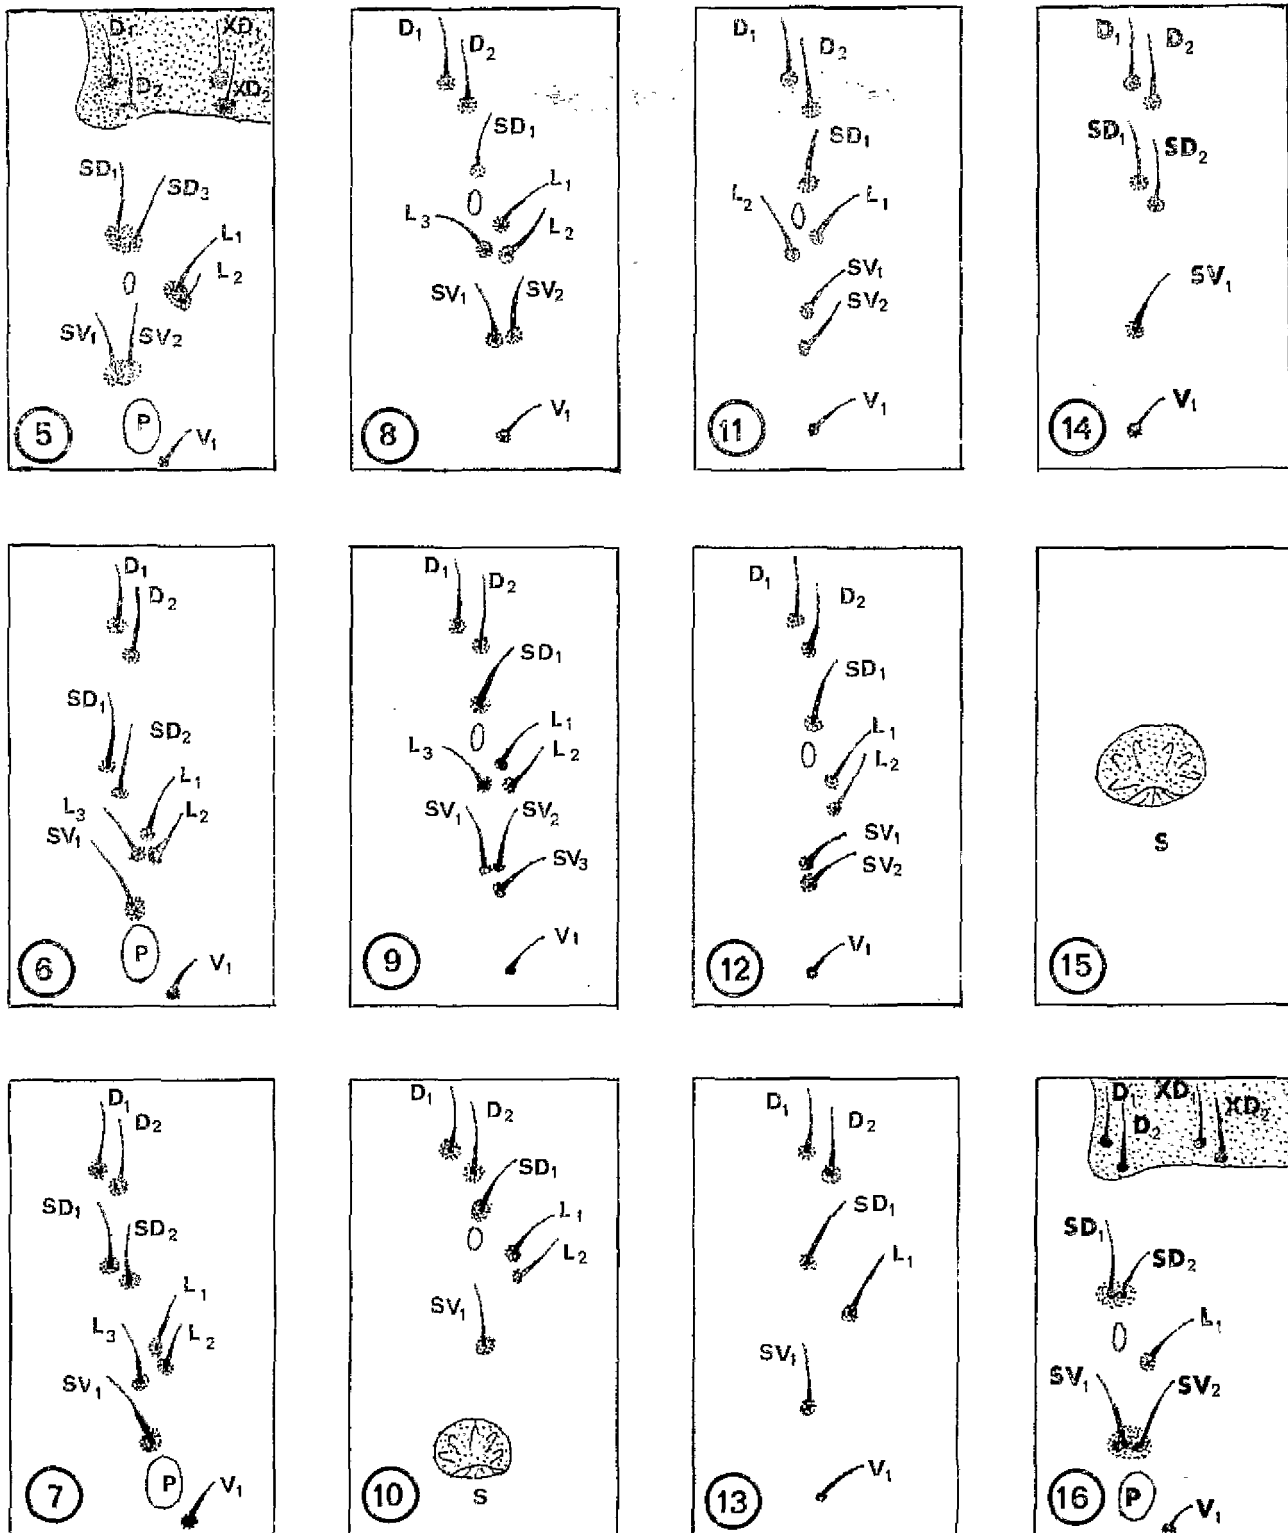 D₁ XD₁
D₂ XD₂
SD₁ SD₃
L₁
L₂
SV₁ SV₂
P
V₁
5
D₁
D₂
SD₁
L₁
L₃ L₂
SV₁ SV₂
V₁
8
D₁
D₂
SD₁
L₂ L₁
SV₁
SV₂
V₁
11
D₁
D₂
SD₁
SD₂
SV₁
V₁
14
D₁
D₂
SD₁
SD₂
L₁
L₃ L₂
SV₁
P
V₁
6
D₁
D₂
SD₁
L₁
L₃ L₂
SV₁ SV₂
SV₃
V₁
9
D₁
D₂
SD₁
L₁
L₂
SV₁
SV₂
V₁
12
S
15
D₁
D₂
SD₁
SD₂
L₁
L₃ L₂
SV₁
P V₁
7
D₁
D₂
SD₁
L₁
L₂
SV₁
S
10
D₁
D₂
SD₁
L₁
SV₁
V₁
13
D₁ XD₁
D₂ XD₂
SD₁
SD₂
L₁
SV₁ SV₂
P
V₁
16